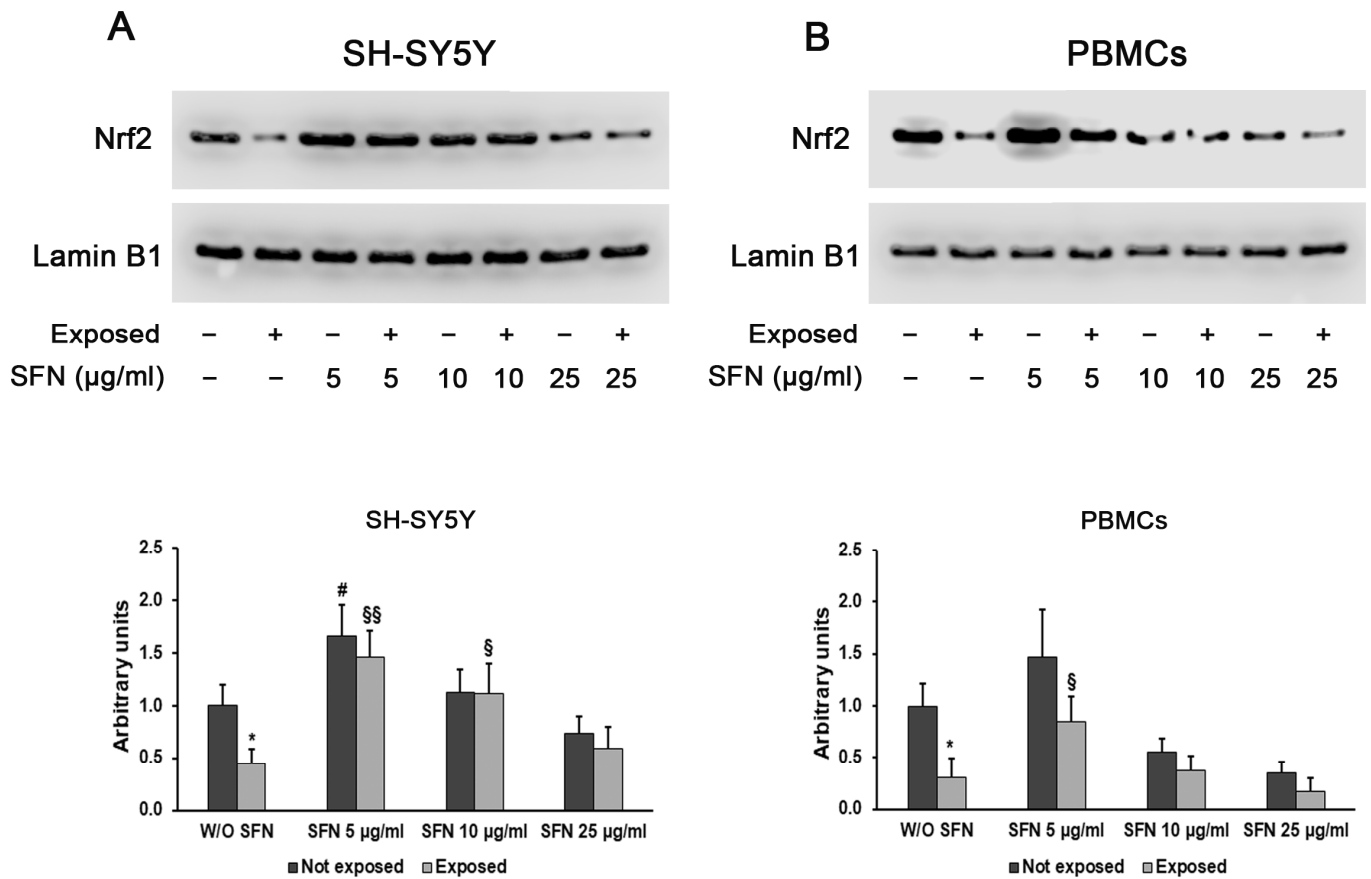 A
SH-SY5Y
Nrf2
Lamin B1
Exposed – + – + – + – +
SFN (µg/ml) – – 5 5 10 10 25 25
B
PBMCs
Nrf2
Lamin B1
Exposed – + – + – + – +
SFN (µg/ml) – – 5 5 10 10 25 25
SH-SY5Y
Arbitrary units
2.5
2.0
1.5
1.0
0.5
0.0
*
#
§§
§
W/O SFN SFN 5 µg/ml SFN 10 µg/ml SFN 25 µg/ml
Not exposed Exposed
PBMCs
Arbitrary units
2.5
2.0
1.5
1.0
0.5
0.0
*
§
W/O SFN SFN 5 µg/ml SFN 10 µg/ml SFN 25 µg/ml
Not exposed Exposed